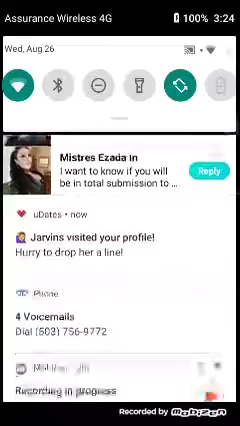 Assurance Wireless 4G 100% 3:24
Wed, Aug 26
Mistres Ezada in
I want to know if you will
be in total submission to ...
Reply
uDates • now
Jarvins visited your profile!
Hurry to drop her a line!
Phone
4 Voicemails
Dial (503) 756-9772
Recording in progress
Recorded by Mobizen